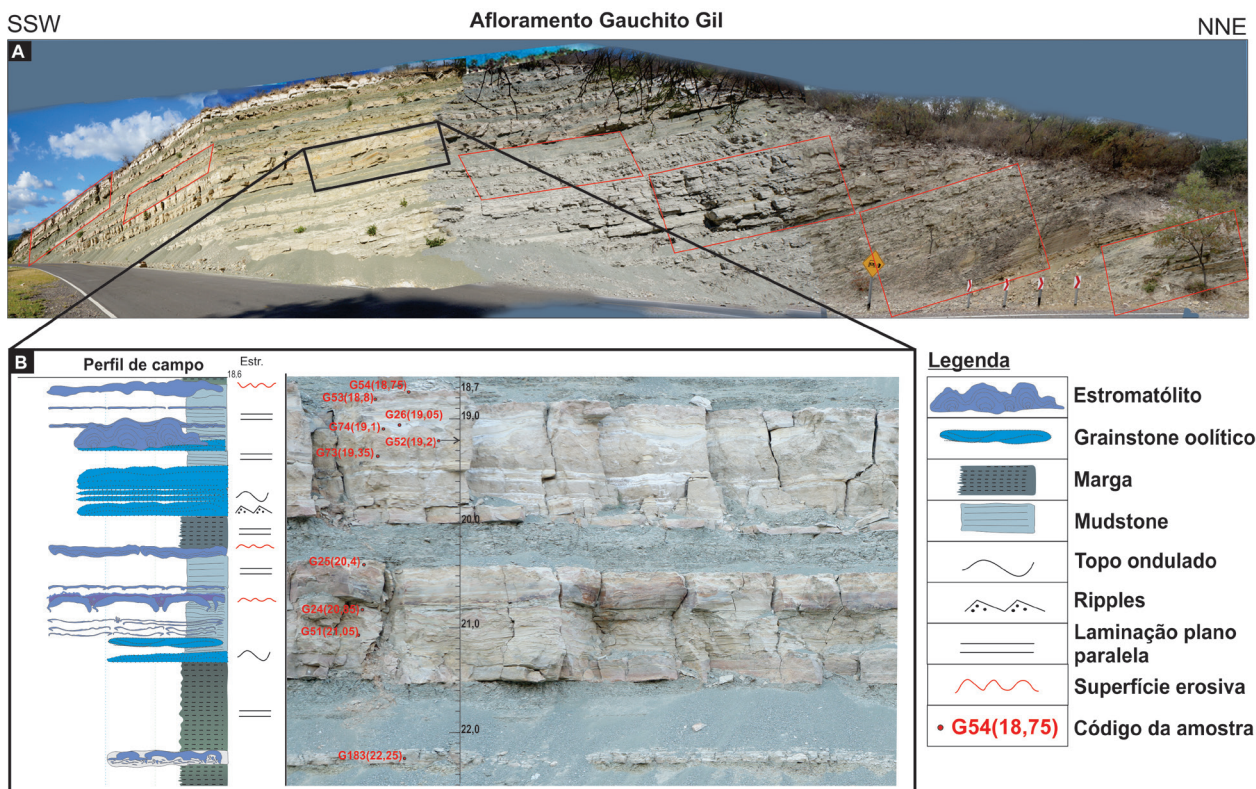 SSW
Afloramento Gauchito Gil
NNE
A
B
Perfil de campo
Estr.
18.6
G54(18,75)
18,7
G53(18,8)
19,0
G26(19,05)
G74(19,1)
G52(19,2)
G73(19,35)
20,0
G25(20,4)
G24(20,85)
21,0
G51(21,05)
22,0
G183(22,25)
Legenda
Estromatólito
Grainstone oolítico
Marga
Mudstone
Topo ondulado
Ripples
Laminação plano
paralela
Superfície erosiva
G54(18,75)
Código da amostra